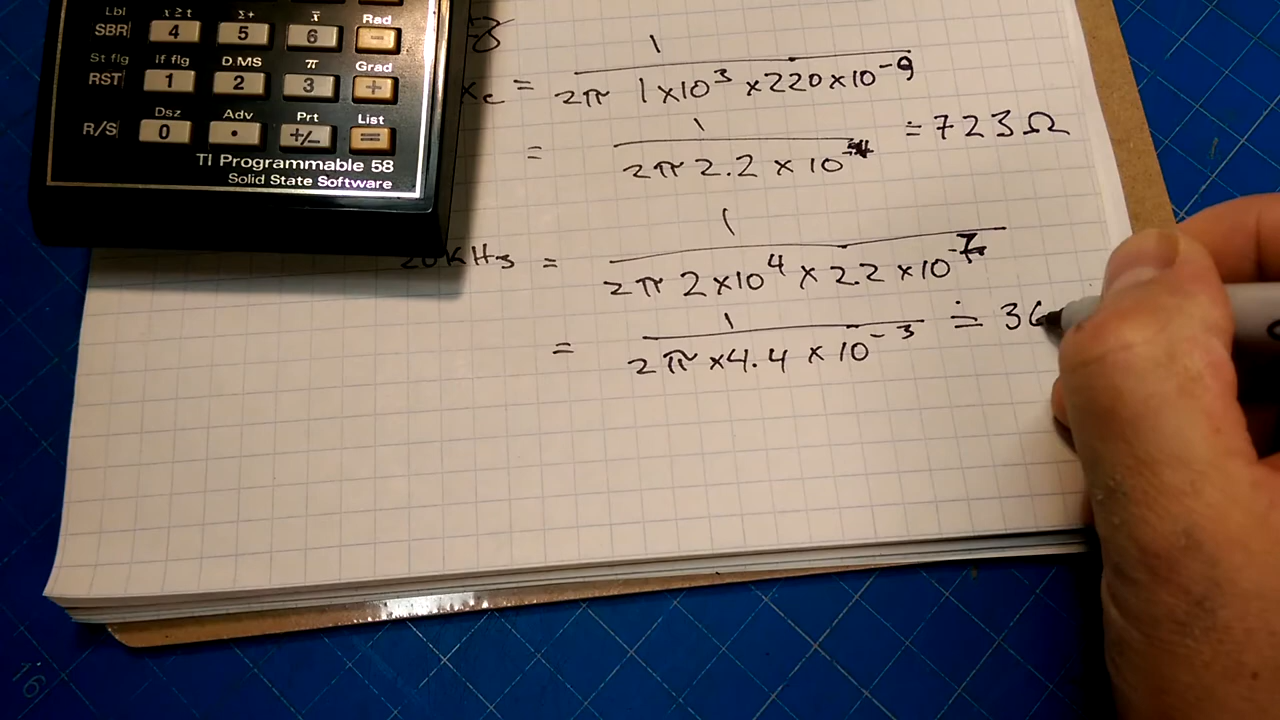 Lbl x≥t Σ+ x̄ Rad
SBR 4 5 6 −
St flg If flg D.MS π Grad
RST 1 2 3 +
Dsz Adv Prt List
R/S 0 . +/− =
TI Programmable 58
Solid State Software
Xc = 1 / 2π 1×10³ ×220×10⁻⁹
= 1 / 2π 2.2 × 10 ≐ 723Ω
20KHz = 1 / 2π 2×10⁴ × 2.2 ×10⁻⁷
= 1 / 2π ×4.4 ×10⁻³ ≐ 36
16